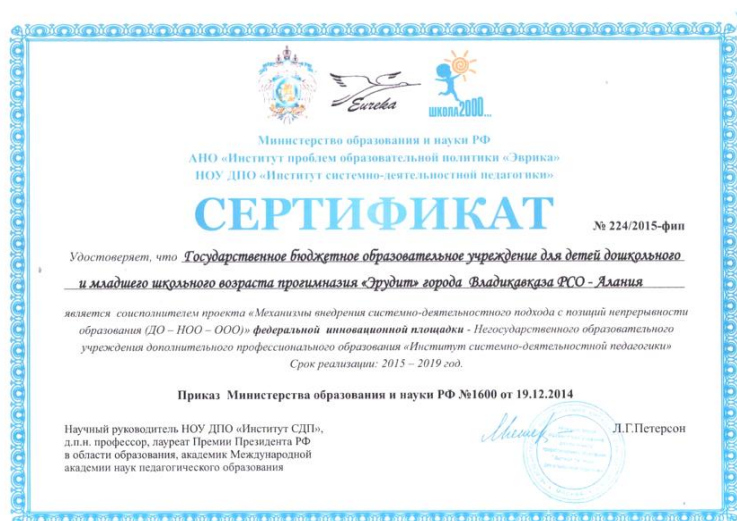 Eureka
ШКОЛА 2000...
Министерство образования и науки РФ
АНО «Институт проблем образовательной политики «Эврика»
НОУ ДПО «Институт системно-деятельностной педагогики»
СЕРТИФИКАТ
№ 224/2015-фип
Удостоверяет, что Государственное бюджетное образовательное учреждение для детей дошкольного
и младшего школьного возраста прогимназия «Эрудит» города Владикавказа РСО - Алания
является соисполнителем проекта «Механизмы внедрения системно-деятельностного подхода с позиций непрерывности
образования (ДО – НОО – ООО)» федеральной инновационной площадки - Негосударственного образовательного
учреждения дополнительного профессионального образования «Институт системно-деятельностной педагогики»
Срок реализации: 2015 – 2019 год.
Приказ Министерства образования и науки РФ №1600 от 19.12.2014
Научный руководитель НОУ ДПО «Институт СДП»,
д.п.н. профессор, лауреат Премии Президента РФ
в области образования, академик Международной
академии наук педагогического образования
Л.Г.Петерсон